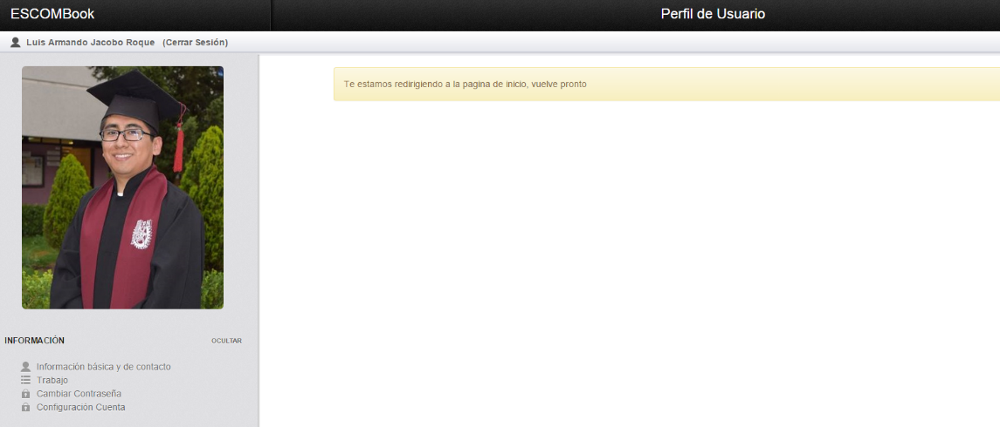 ESCOMBook
Perfil de Usuario
Luis Armando Jacobo Roque (Cerrar Sesión)
Te estamos redirigiendo a la pagina de inicio, vuelve pronto
INFORMACIÓN
OCULTAR
Información básica y de contacto
Trabajo
Cambiar Contraseña
Configuración Cuenta